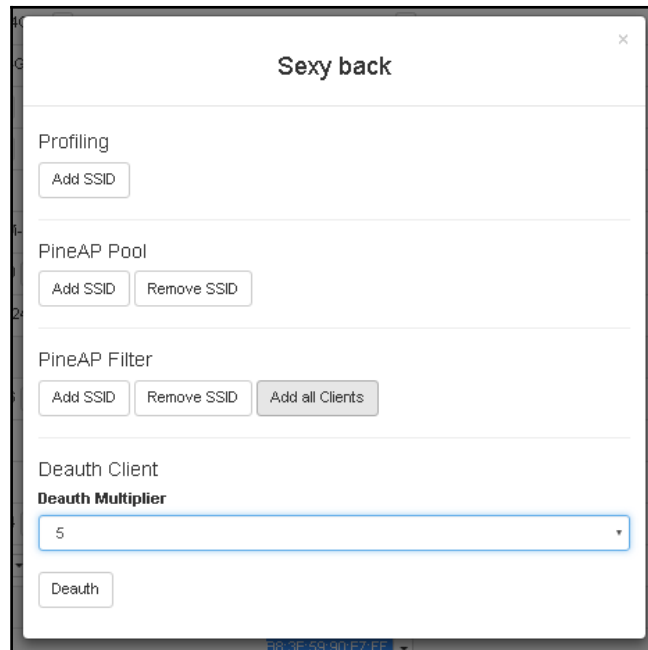 ×
Sexy back
Profiling
Add SSID
PineAP Pool
Add SSID Remove SSID
PineAP Filter
Add SSID Remove SSID Add all Clients
Deauth Client
Deauth Multiplier
5
Deauth